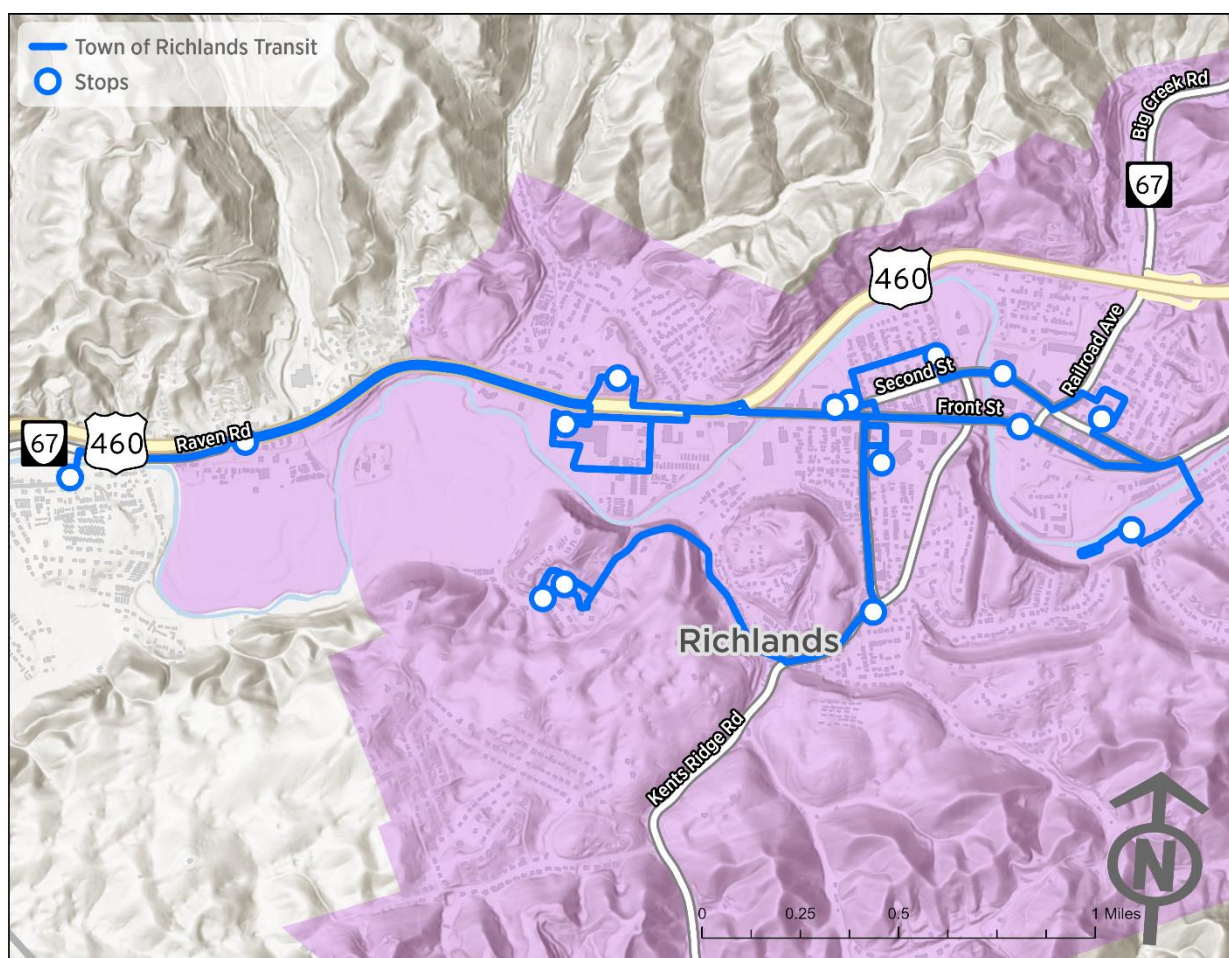 Town of Richlands Transit
Stops
Big Creek Rd
67
460
Railroad Ave
Second St
Front St
67
460
Raven Rd
Richlands
Kents Ridge Rd
N
0 0.25 0.5 1 Miles